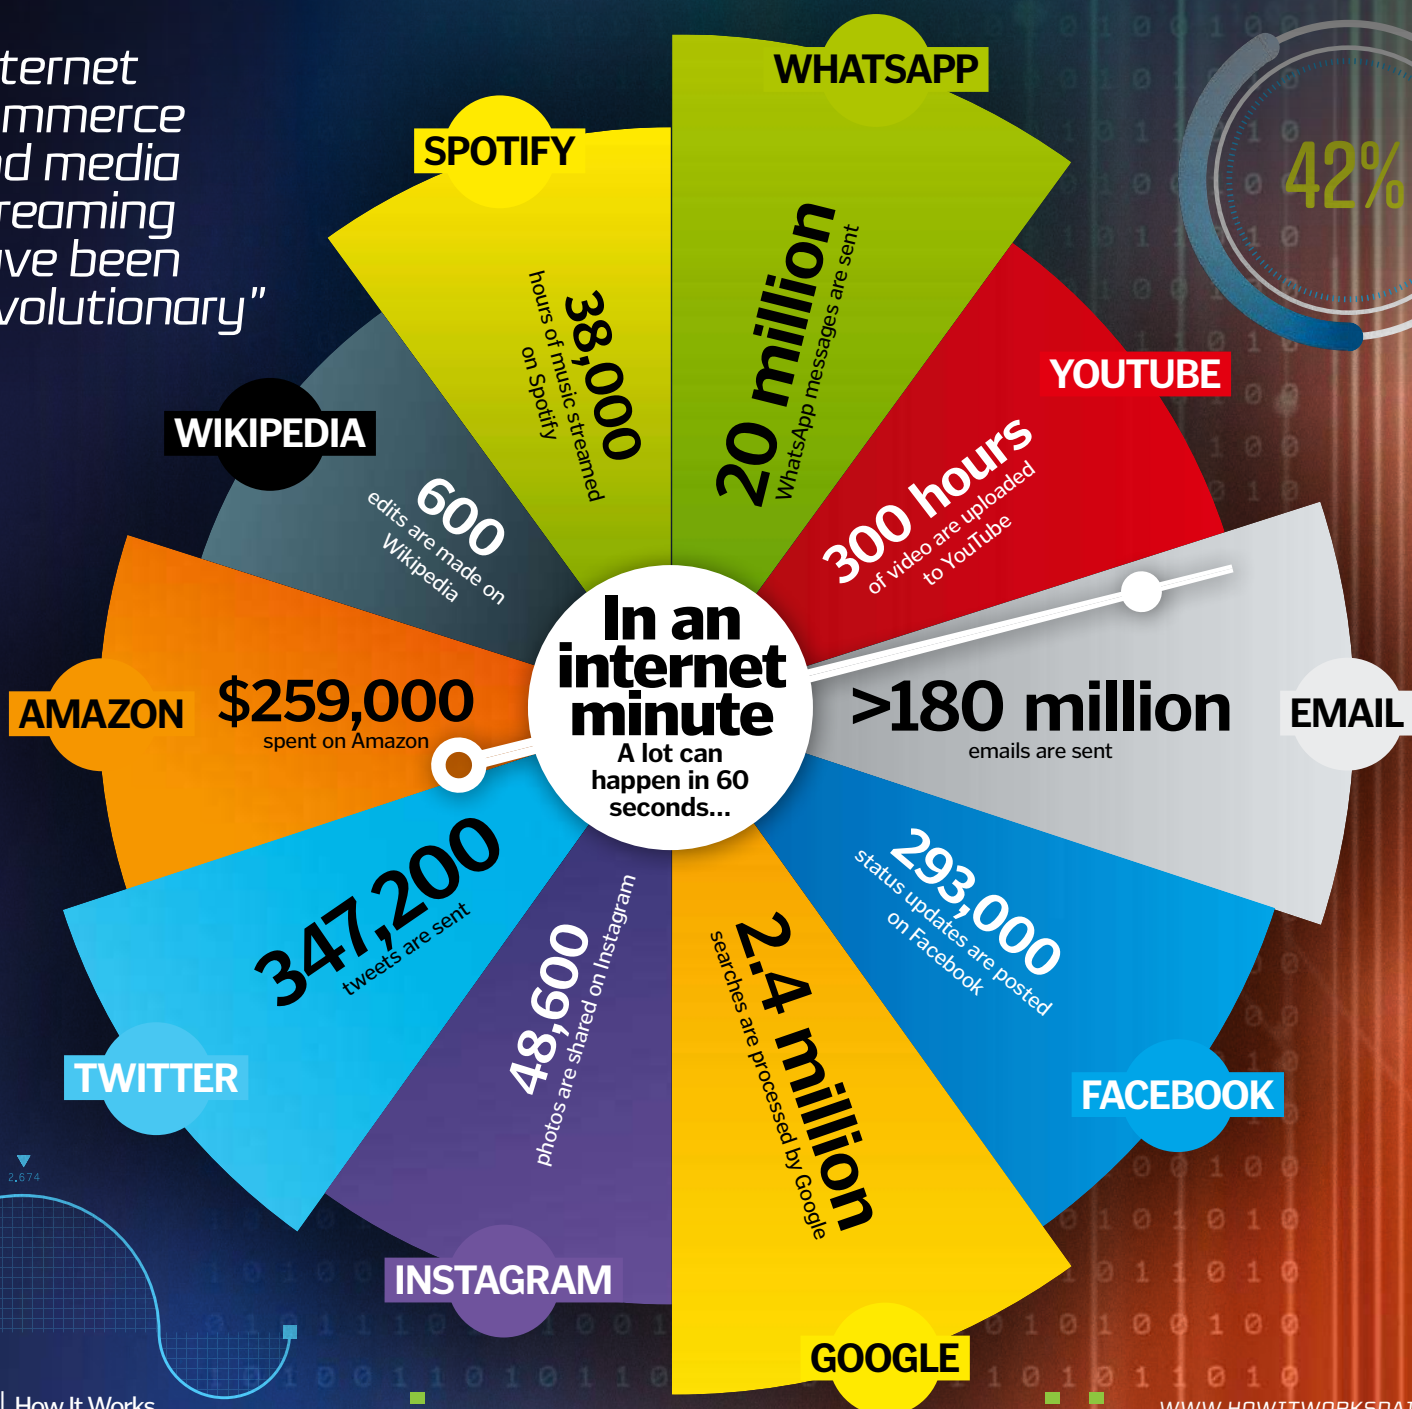 ternet
mmerce
d media
reaming
ve been
volutionary"
WHATSAPP
20 million
WhatsApp messages are sent
42%
YOUTUBE
300 hours
of video are uploaded
to YouTube
EMAIL
>180 million
emails are sent
FACEBOOK
293,000
status updates are posted
on Facebook
GOOGLE
2.4 million
searches are processed by Google
INSTAGRAM
48,600
photos are shared on Instagram
TWITTER
347,200
tweets are sent
AMAZON
$259,000
spent on Amazon
WIKIPEDIA
600
edits are made on
Wikipedia
SPOTIFY
38,000
hours of music streamed
on Spotify
In an
internet
minute
A lot can
happen in 60
seconds...
2,674
| How It Works
WWW.HOWITWORKSDAI